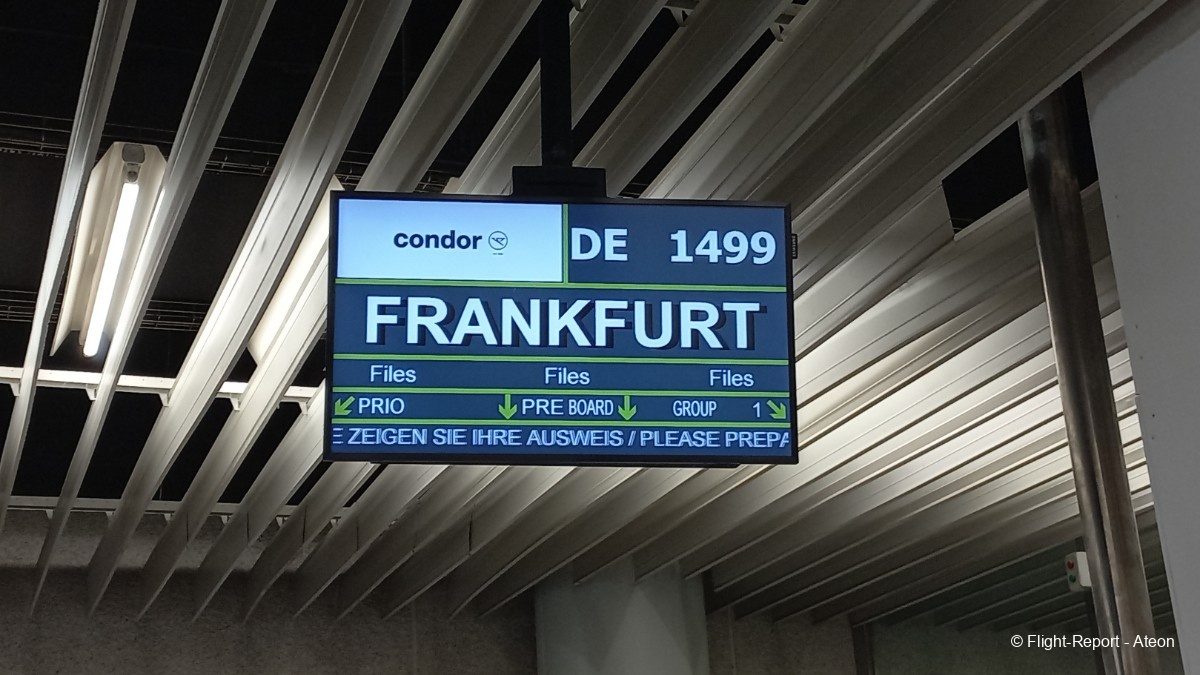 condor
DE 1499
FRANKFURT
Files Files Files
PRIO PRE BOARD GROUP 1
E ZEIGEN SIE IHRE AUSWEIS / PLEASE PREPA
© Flight-Report - Ateon